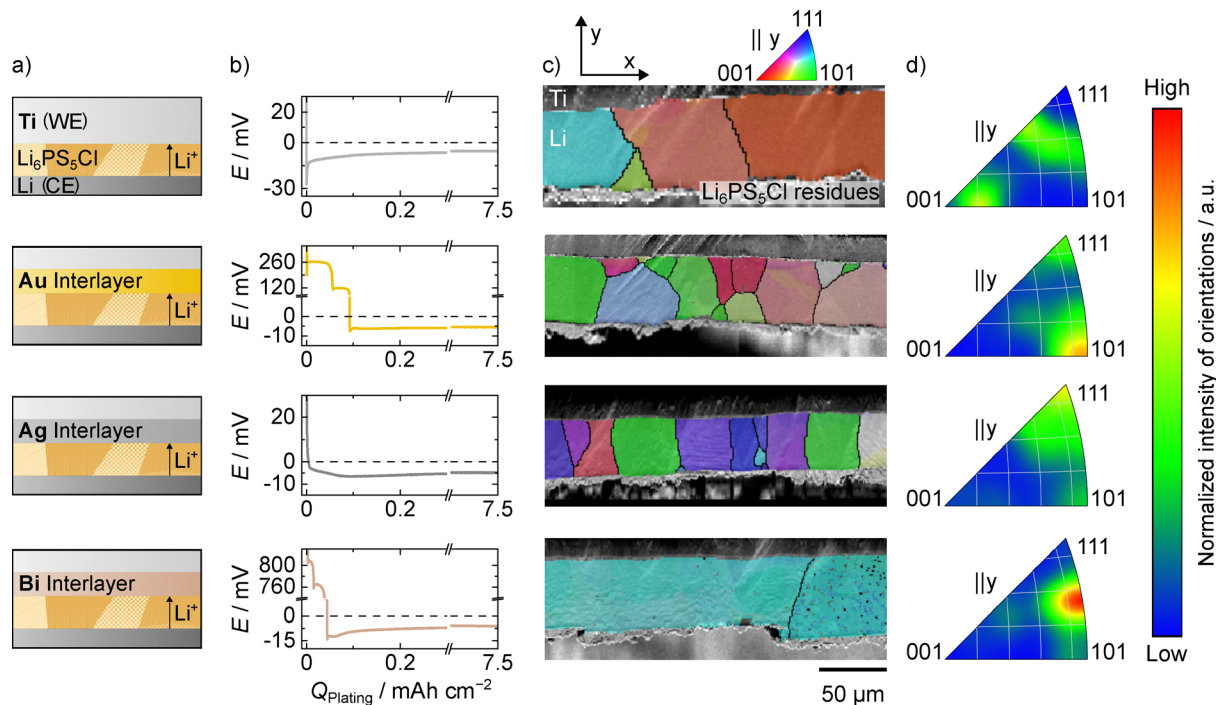 a)
b)
c)
d)
y
x
|| y
111
001
101
High
Ti (WE)
Li₆PS₅Cl
Li⁺
Li (CE)
E / mV
30
0
-30
0
0.2
7.5
Ti
Li
Li₆PS₅Cl residues
||y
111
001
101
Au Interlayer
Li⁺
E / mV
260
120
0
-10
0
0.2
7.5
||y
111
001
101
Ag Interlayer
Li⁺
E / mV
20
0
-10
0
0.2
7.5
||y
111
001
101
Bi Interlayer
Li⁺
E / mV
800
760
0
-15
0
0.2
7.5
||y
111
001
101
Q Plating / mAh cm⁻²
50 µm
Normalized intensity of orientations / a.u.
Low